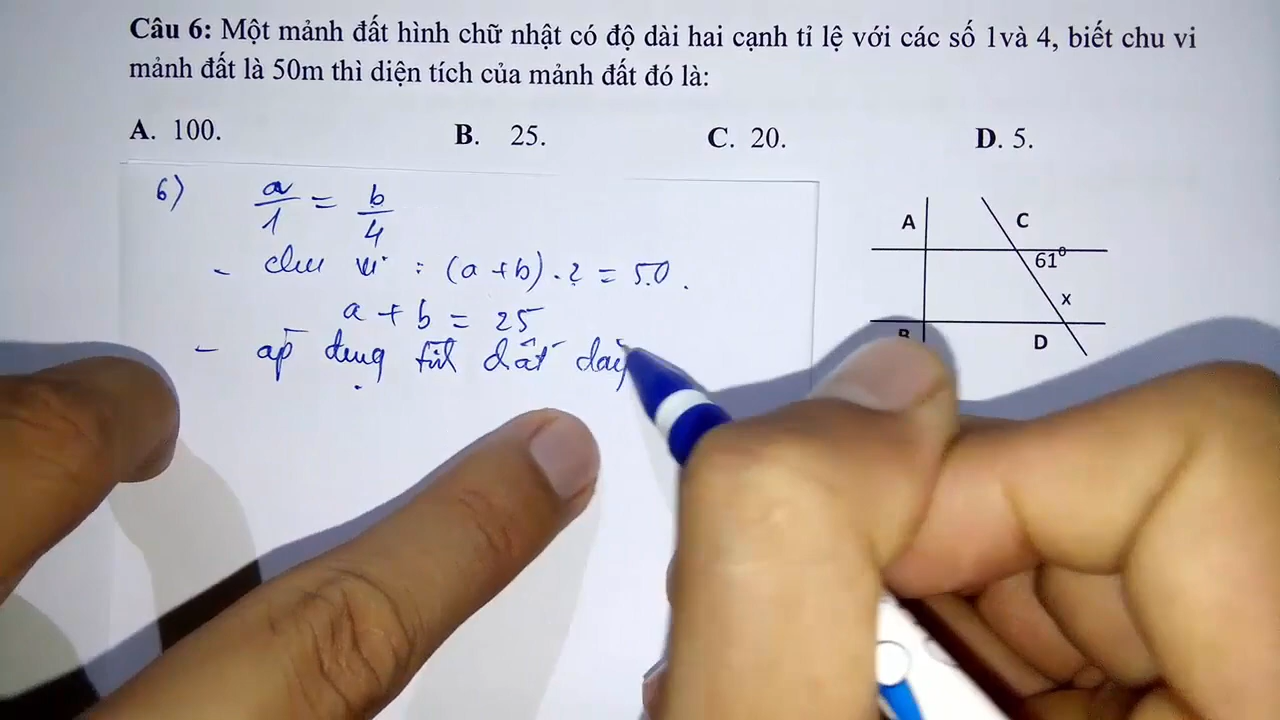 Câu 6: Một mảnh đất hình chữ nhật có độ dài hai cạnh tỉ lệ với các số 1và 4, biết chu vi
mảnh đất là 50m thì diện tích của mảnh đất đó là:
A. 100. B. 25. C. 20. D. 5.
6) a/1 = b/4
- chu vi : (a + b) . 2 = 50.
a + b = 25
- áp dụng t/c dất dãy
A C
61⁰
x
B D